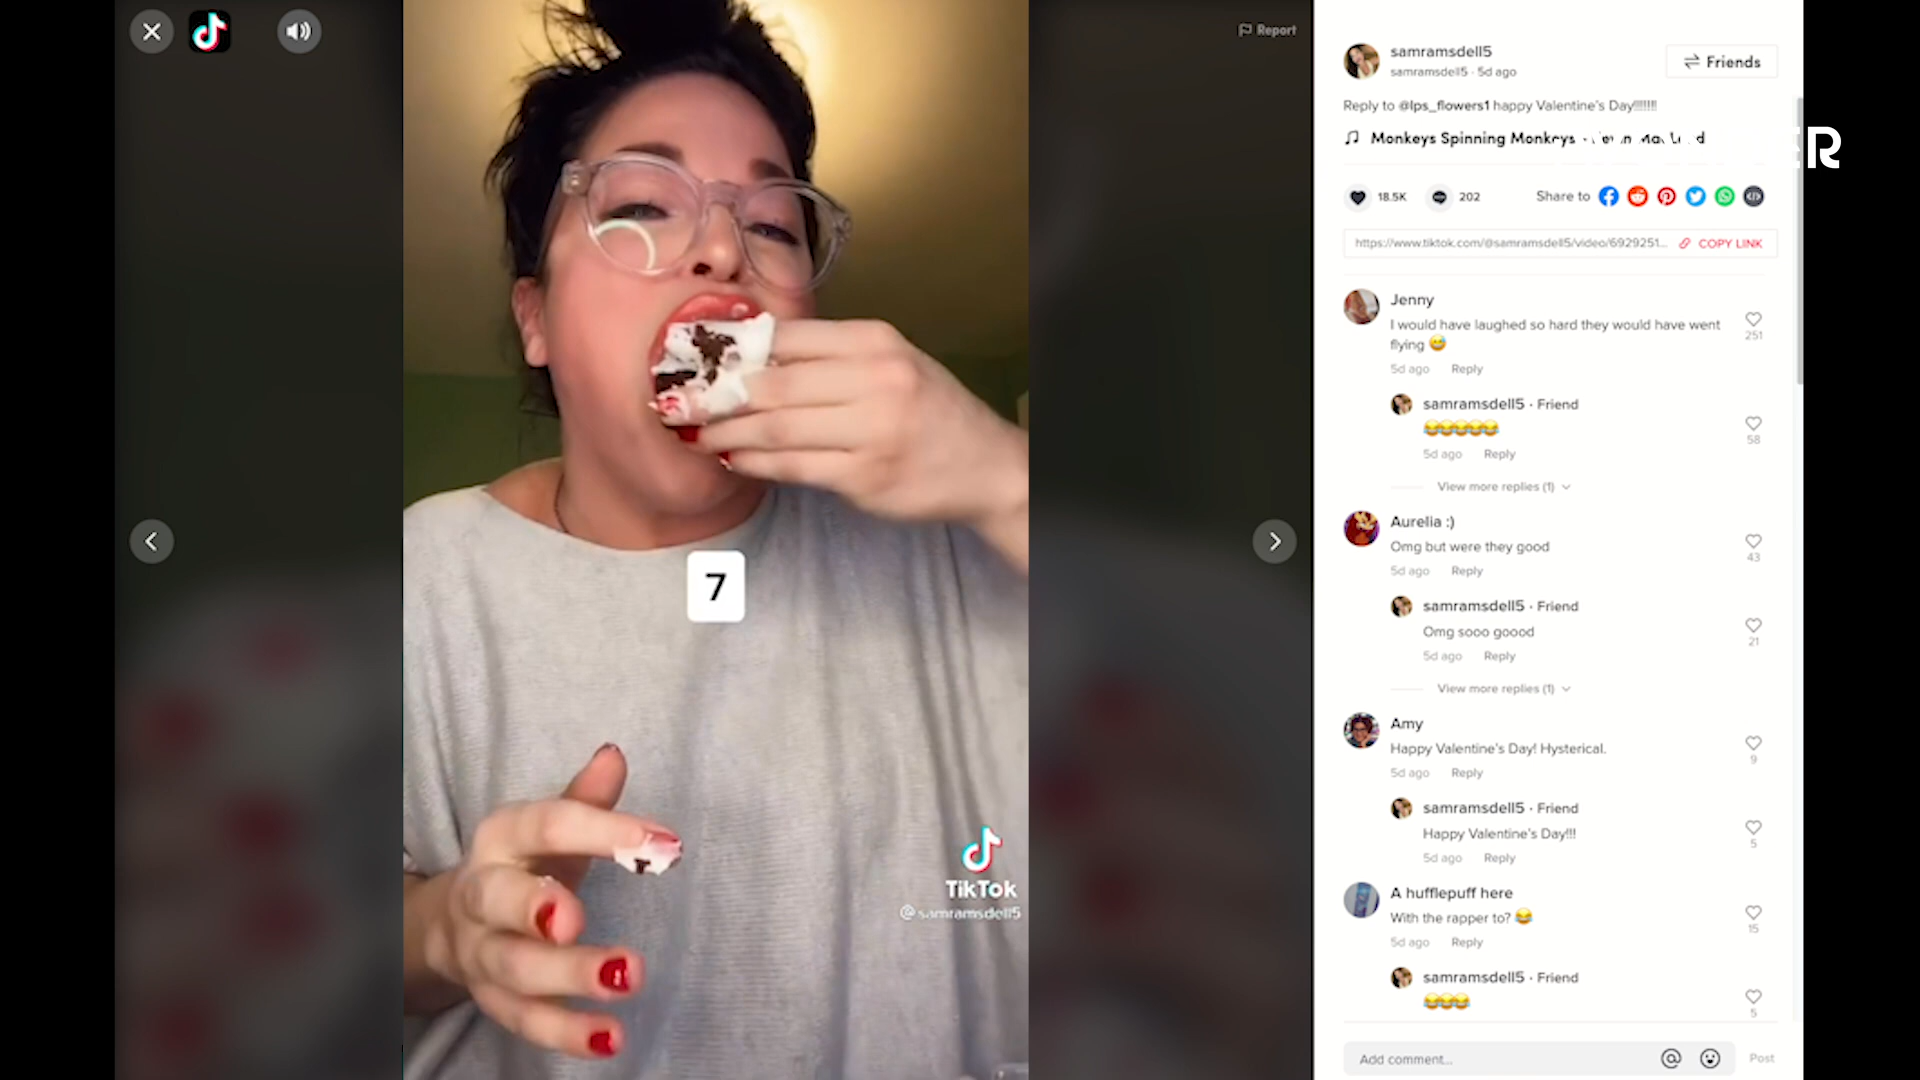 Report
7
TikTok
@samramsdell5
samramsdell5
samramsdell5 · 5d ago
Friends
Reply to @lps_flowers1 happy Valentine's Day!!!!!!!
Monkeys Spinning Monkeys -
ER
18.5K
202
Share to
https://www.tiktok.com/@samramsdell5/video/6929251...
COPY LINK
Jenny
I would have laughed so hard they would have went
flying 😅
251
5d ago Reply
samramsdell5 · Friend
😂😂😂😂😂
58
5d ago Reply
View more replies (1)
Aurelia :)
Omg but were they good
43
5d ago Reply
samramsdell5 · Friend
Omg sooo goood
21
5d ago Reply
View more replies (1)
Amy
Happy Valentine's Day! Hysterical.
9
5d ago Reply
samramsdell5 · Friend
Happy Valentine's Day!!!
5
5d ago Reply
A hufflepuff here
With the rapper to? 😂
15
5d ago Reply
samramsdell5 · Friend
😂😂😂
5
Add comment...
Post